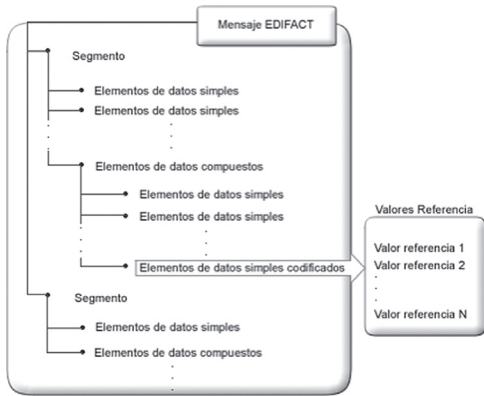 Mensaje EDIFACT
Segmento
Elementos de datos simples
Elementos de datos simples
Elementos de datos compuestos
Elementos de datos simples
Elementos de datos simples
Elementos de datos simples codificados
Segmento
Elementos de datos simples
Elementos de datos compuestos
Valores Referencia
Valor referencia 1
Valor referencia 2
Valor referencia N